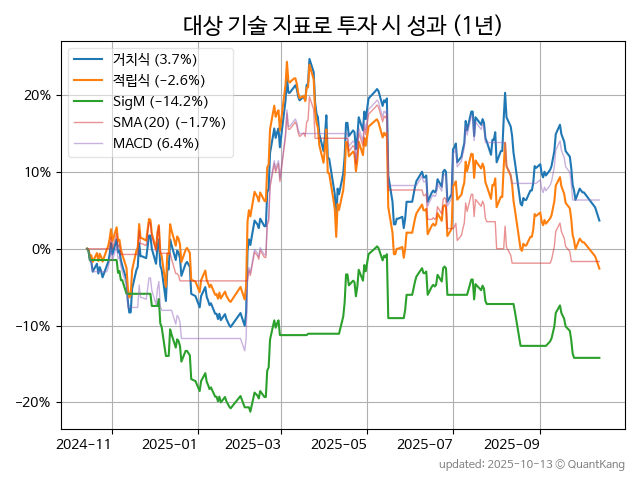 대상 기술 지표로 투자 시 성과 (1년)
거치식 (3.7%)
적립식 (−2.6%)
SigM (−14.2%)
SMA(20) (−1.7%)
MACD (6.4%)
20%
10%
0%
−10%
−20%
2024-11
2025-01
2025-03
2025-05
2025-07
2025-09
updated: 2025-10-13 © QuantKang